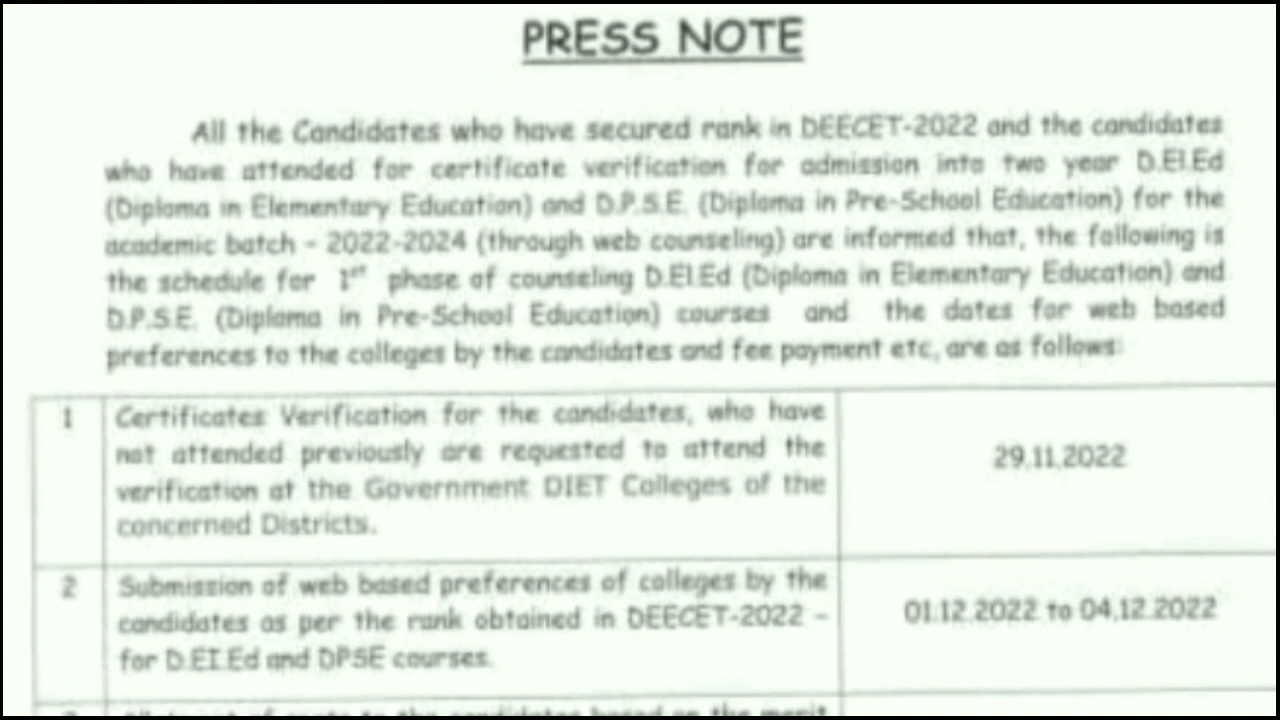 PRESS NOTE
All the Candidates who have secured rank in DEECET-2022 and the candidates
who have attended for certificate verification for admission into two year D.El.Ed
(Diploma in Elementary Education) and D.P.S.E. (Diploma in Pre-School Education) for the
academic batch - 2022-2024 (through web counseling) are informed that, the following is
the schedule for 1st phase of counseling D.El.Ed (Diploma in Elementary Education) and
D.P.S.E. (Diploma in Pre-School Education) courses and the dates for web based
preferences to the colleges by the candidates and fee payment etc, are as follows:
1
Certificates Verification for the candidates, who have
not attended previously are requested to attend the
verification at the Government DIET Colleges of the
concerned Districts.
29.11.2022
2
Submission of web based preferences of colleges by the
candidates as per the rank obtained in DEECET-2022 -
for D.EI.Ed and DPSE courses.
01.12.2022 to 04.12.2022
to the candidates based on the merit